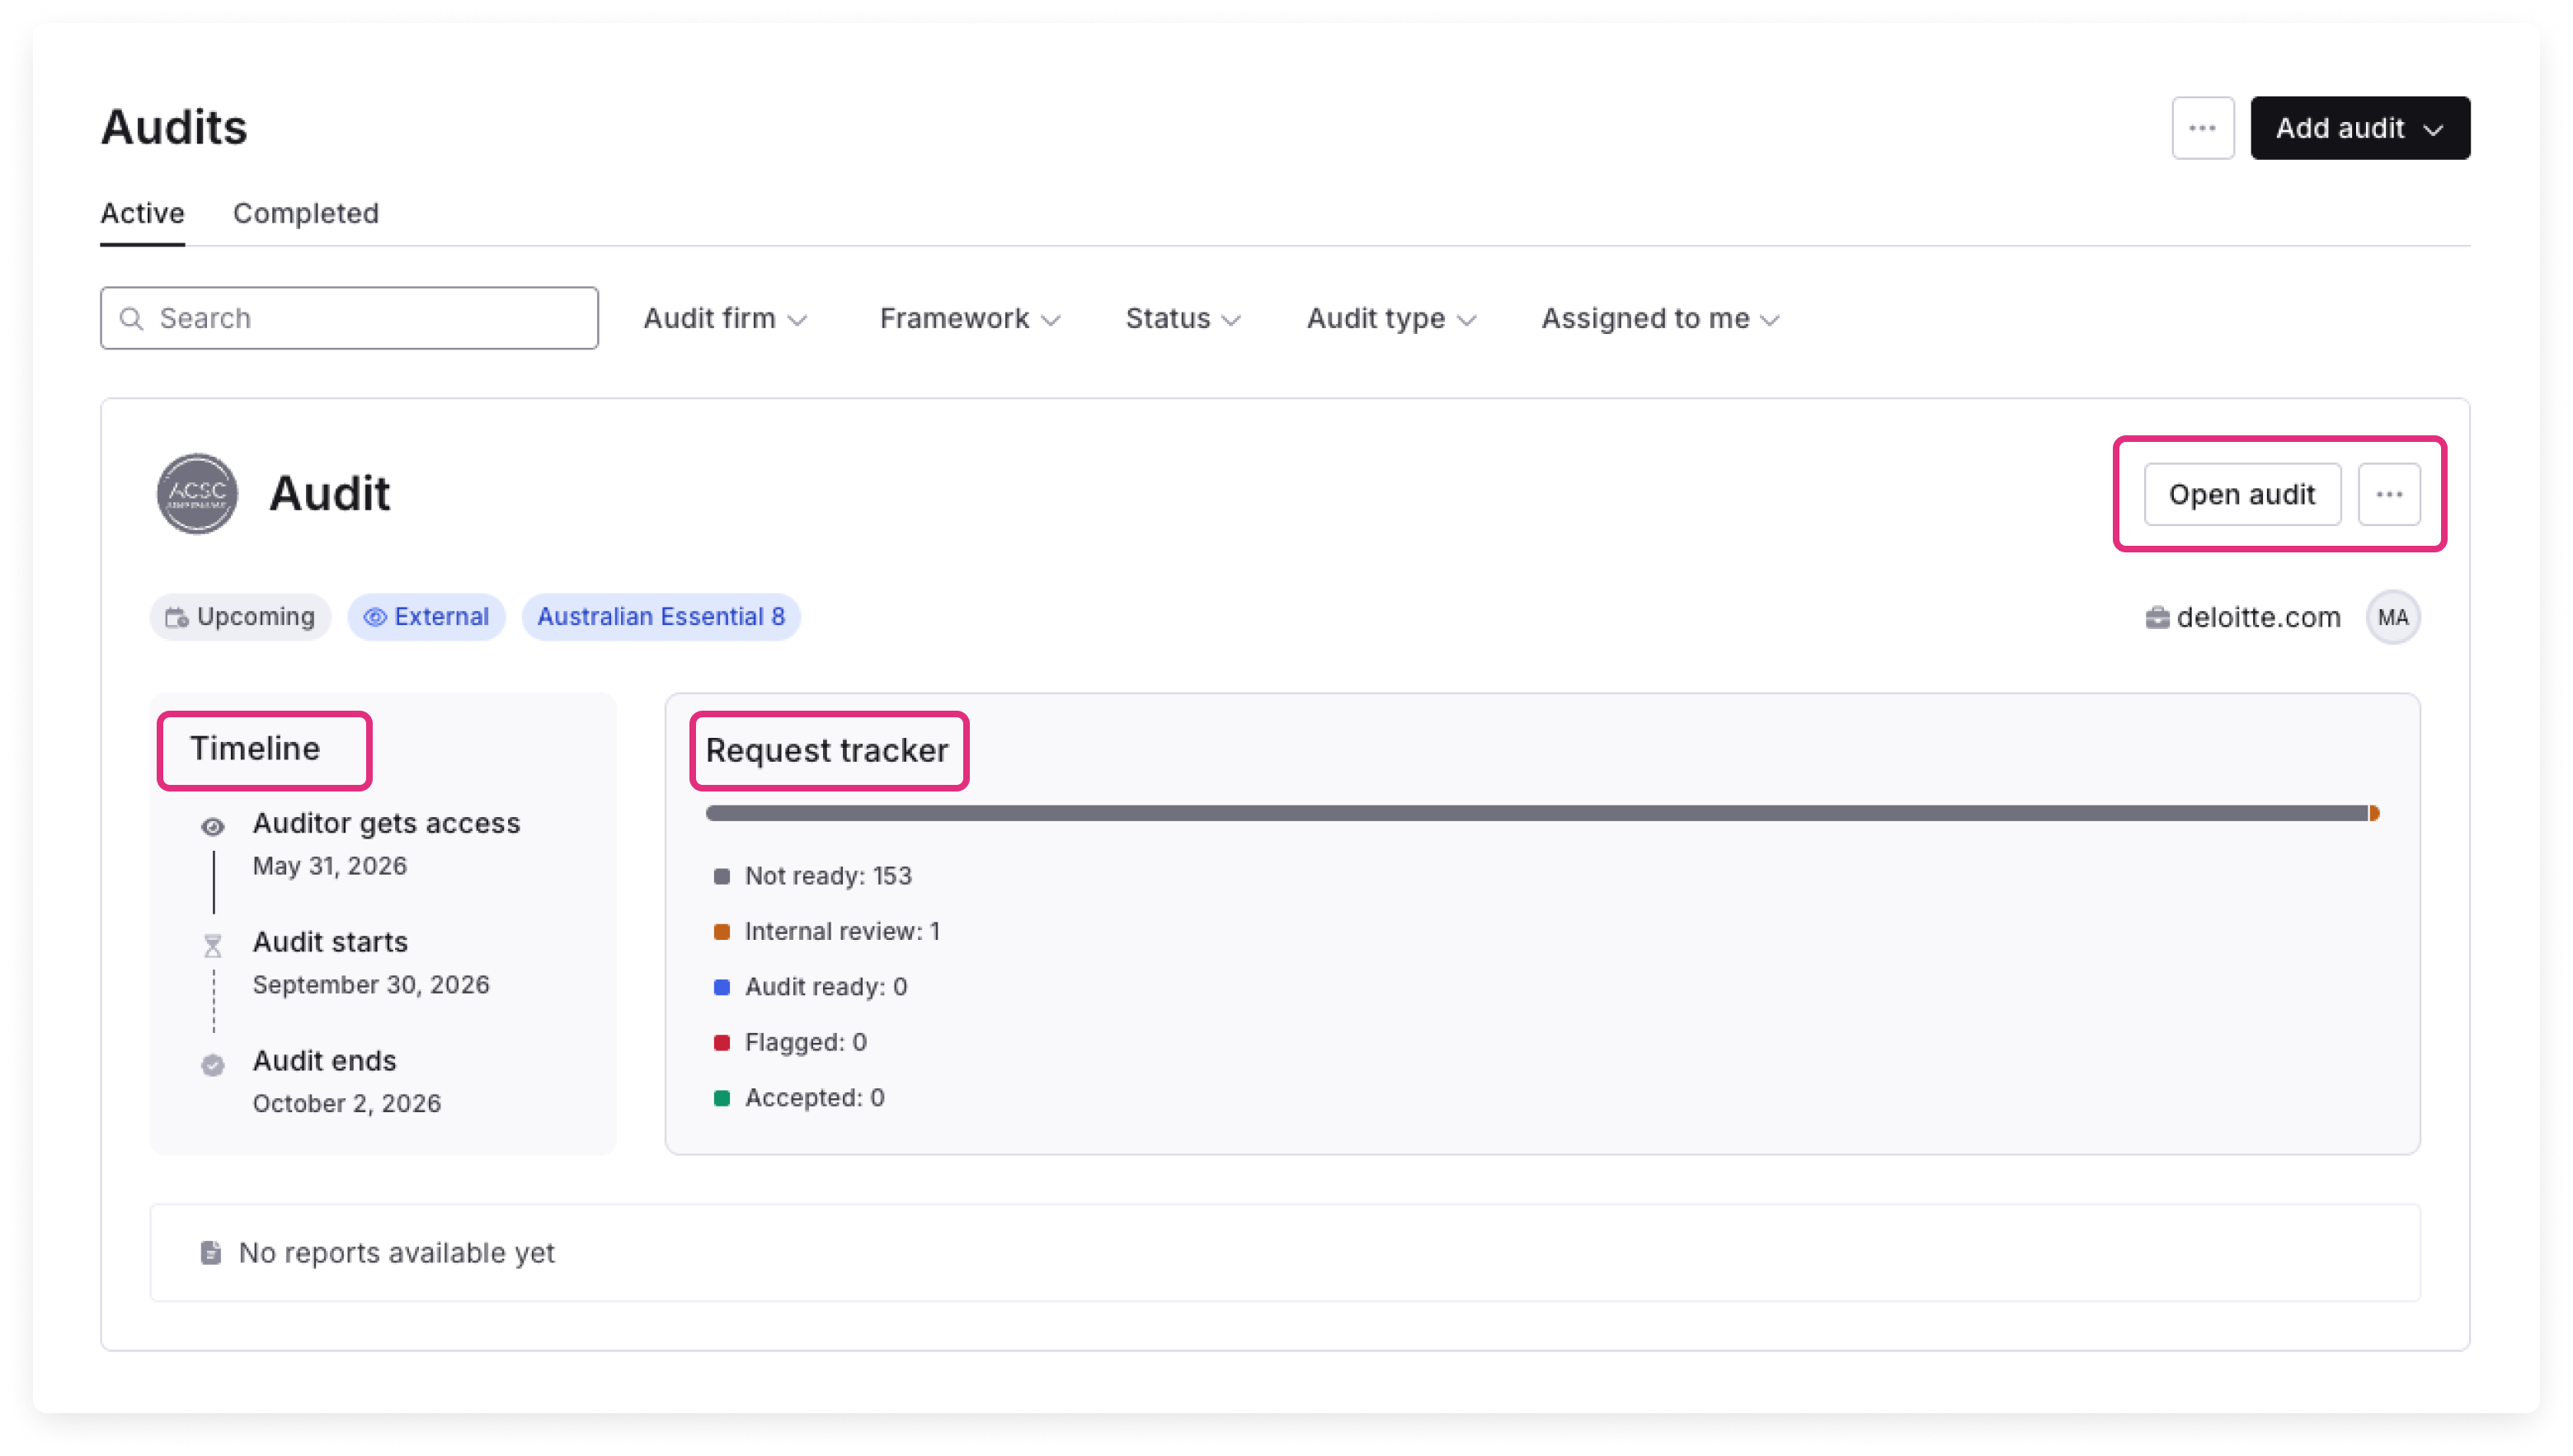 Audits
Add audit
Active Completed
Search Audit firm Framework Status Audit type Assigned to me
ACSC
Audit
Open audit
Upcoming External Australian Essential 8
deloitte.com MA
Timeline
Auditor gets access
May 31, 2026
Audit starts
September 30, 2026
Audit ends
October 2, 2026
Request tracker
Not ready: 153
Internal review: 1
Audit ready: 0
Flagged: 0
Accepted: 0
No reports available yet